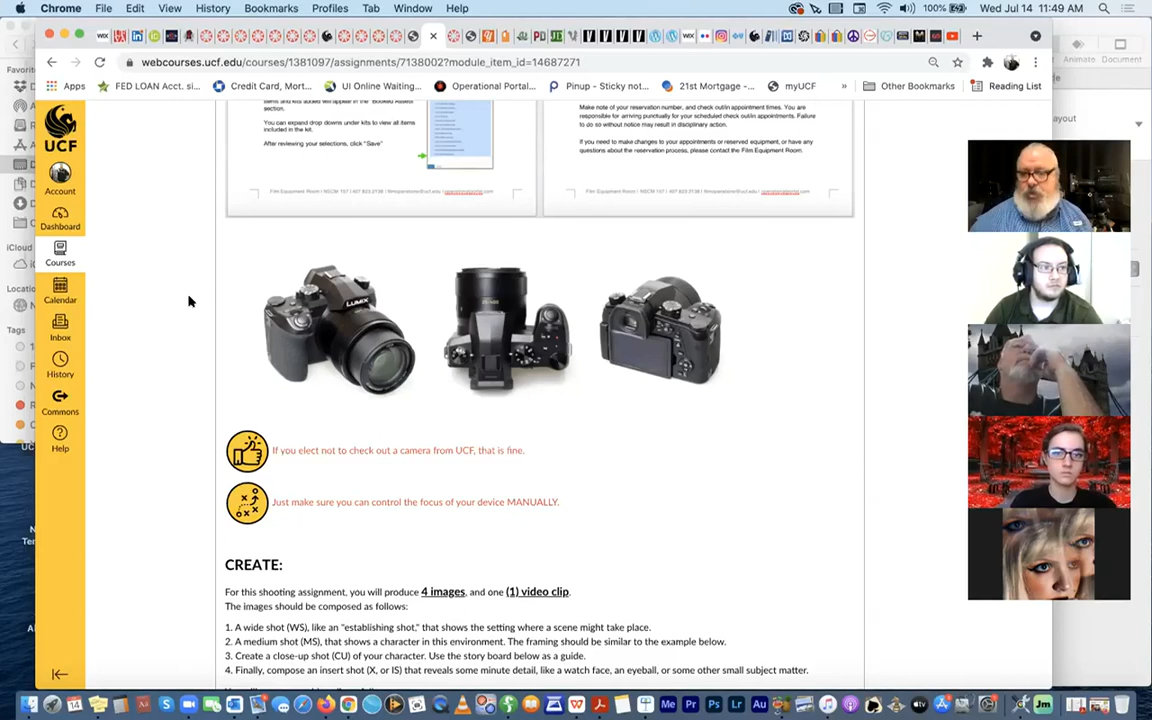 Chrome File Edit View History Bookmarks Profiles Tab Window Help
100% Wed Jul 14 11:49 AM
webcourses.ucf.edu/courses/1381097/assignments/7138002?module_item_id=14687271
Apps FED LOAN Acct. si... Credit Card, Mort... UI Online Waiting... Operational Portal... Pinup - Sticky not... 21st Mortgage -... myUCF » Other Bookmarks Reading List
Animate Document
UCF
Account
Dashboard
Courses
Calendar
Inbox
History
Commons
Help
iCloud
Tags
section.
You can expand drop downs under kits to view all items
included in the kit.
After reviewing your selections, click "Save"
Make note of your reservation number, and check out/in appointment times. You are
responsible for arriving punctually for your scheduled check out/in appointments. Failure
to do so without notice may result in disciplinary action.
If you need to make changes to your appointments or reserved equipment, or have any
questions about the reservation process, please contact the Film Equipment Room.
LUMIX
If you elect not to check out a camera from UCF, that is fine.
Just make sure you can control the focus of your device MANUALLY.
CREATE:
For this shooting assignment, you will produce 4 images, and one (1) video clip.
The images should be composed as follows:
1. A wide shot (WS), like an "establishing shot," that shows the setting where a scene might take place.
2. A medium shot (MS), that shows a character in this environment. The framing should be similar to the example below.
3. Create a close-up shot (CU) of your character. Use the story board below as a guide.
4. Finally, compose an insert shot (X, or IS) that reveals some minute detail, like a watch face, an eyeball, or some other small subject matter.